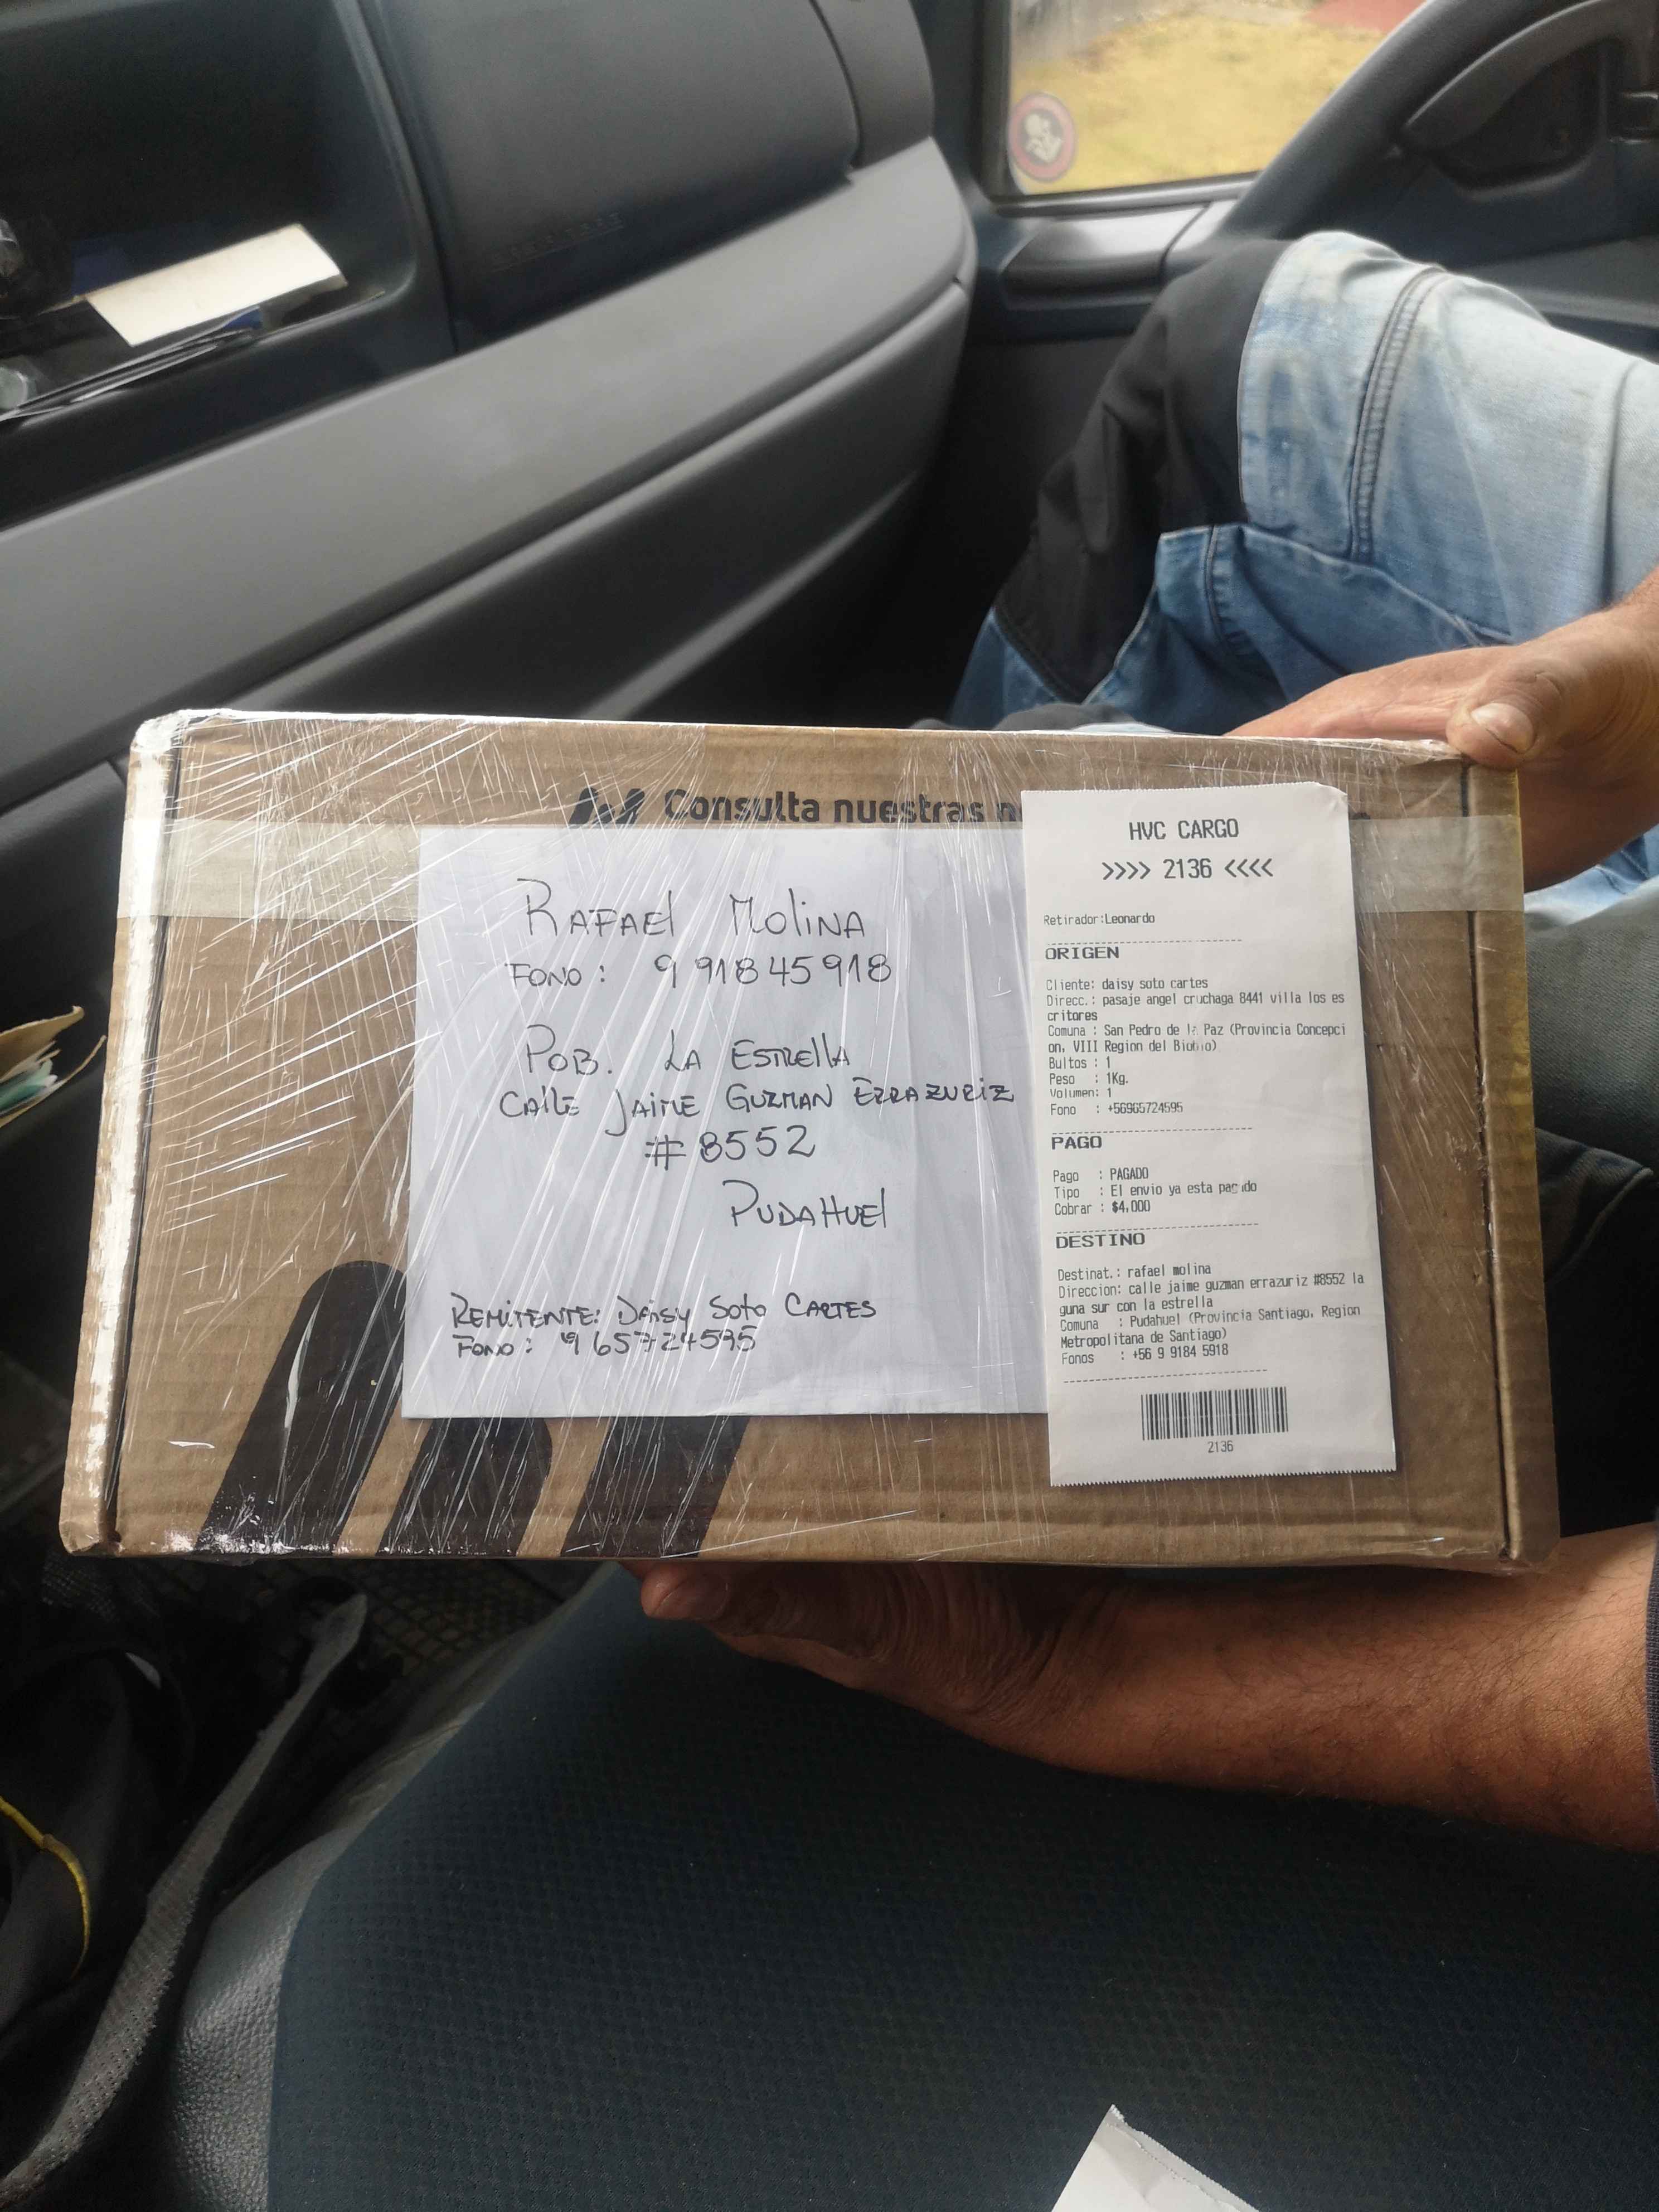 Consulta nuestras
RAFAEl MOliNA
FONO: 9 91845918
POB. LA ESTRELLA
CAllE JAIME GUZMAN ERRAZURIZ
# 8552
PUDAHUEl
REMITENTE: DAisy Soto CARTES
FONO: 9 65724595
HVC CARGO
>>>> 2136 <<<<
Retirador:Leonardo
ORIGEN
Cliente: daisy soto cartes
Direcc.: pasaje angel cruchaga 8441 villa los es
critores
Comuna : San Pedro de la Paz (Provincia Concepci
on, VIII Region del Biobio)
Bultos : 1
Peso : 1Kg.
Volumen: 1
Fono : +56965724595
PAGO
Pago : PAGADO
Tipo : El envio ya esta pagado
Cobrar : $4,000
DESTINO
Destinat.: rafael molina
Direccion: calle jaime guzman errazuriz #8552 la
guna sur con la estrella
Comuna : Pudahuel (Provincia Santiago, Region
Metropolitana de Santiago)
Fonos : +56 9 9184 5918
2136